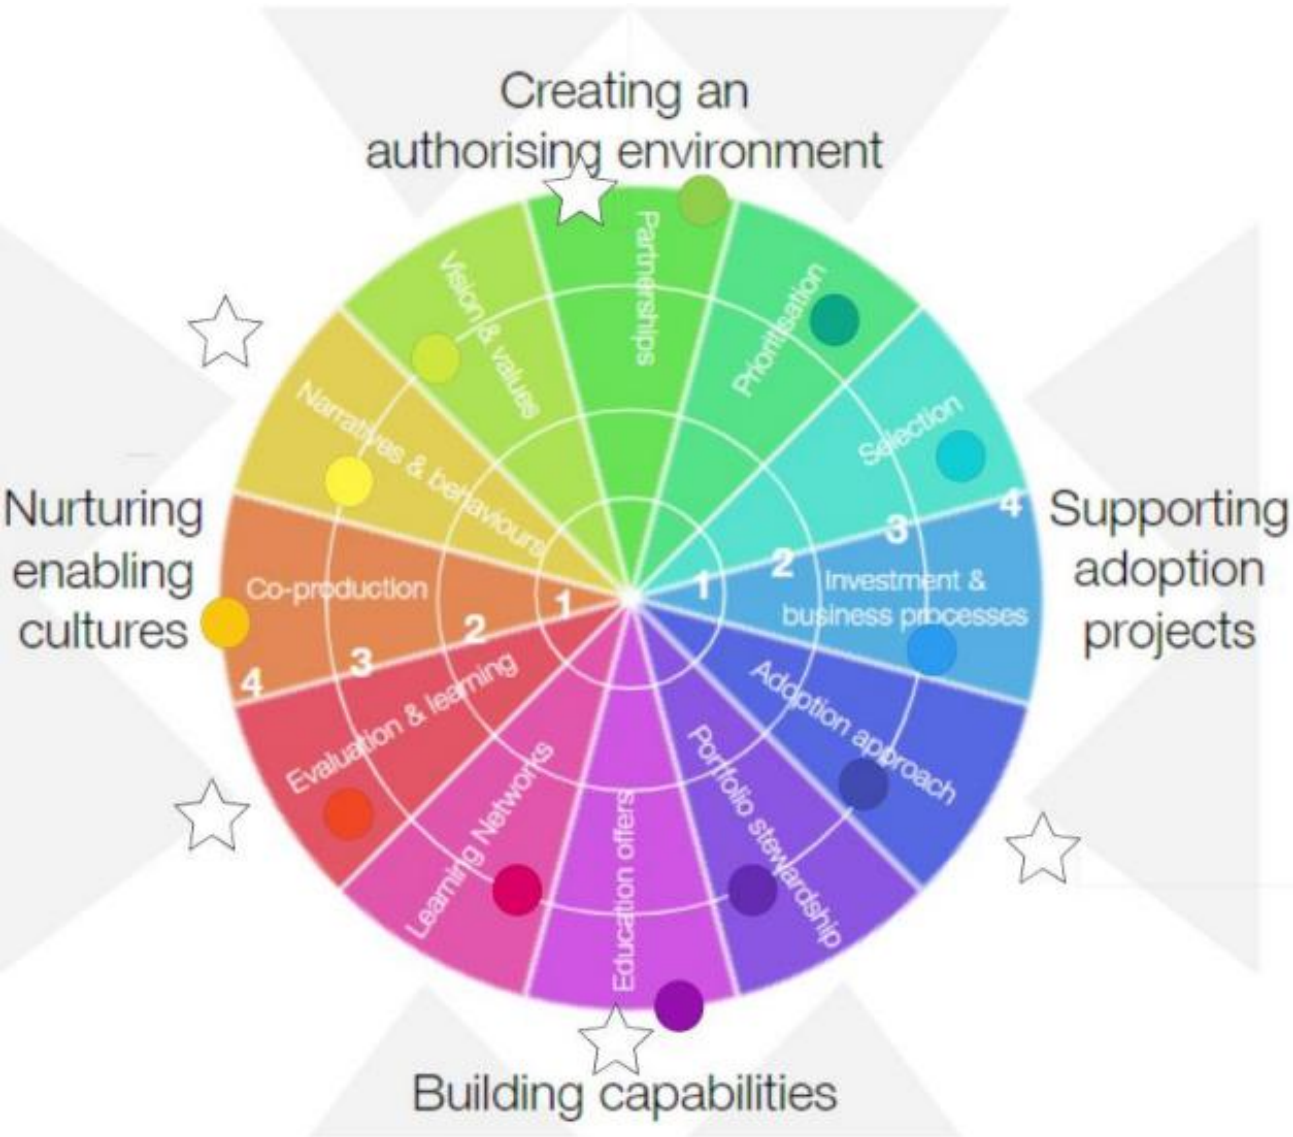 Creating an
authorising environment
Partnerships
Vision & values
Prioritisation
Narratives & behaviours
Selection
Nurturing
enabling
cultures
Co-production
1
2
3
4
1
2
3
4
Investment &
business processes
Supporting
adoption
projects
Evaluation & learning
Adoption approach
Learning Networks
Education offers
Portfolio stewardship
Building capabilities